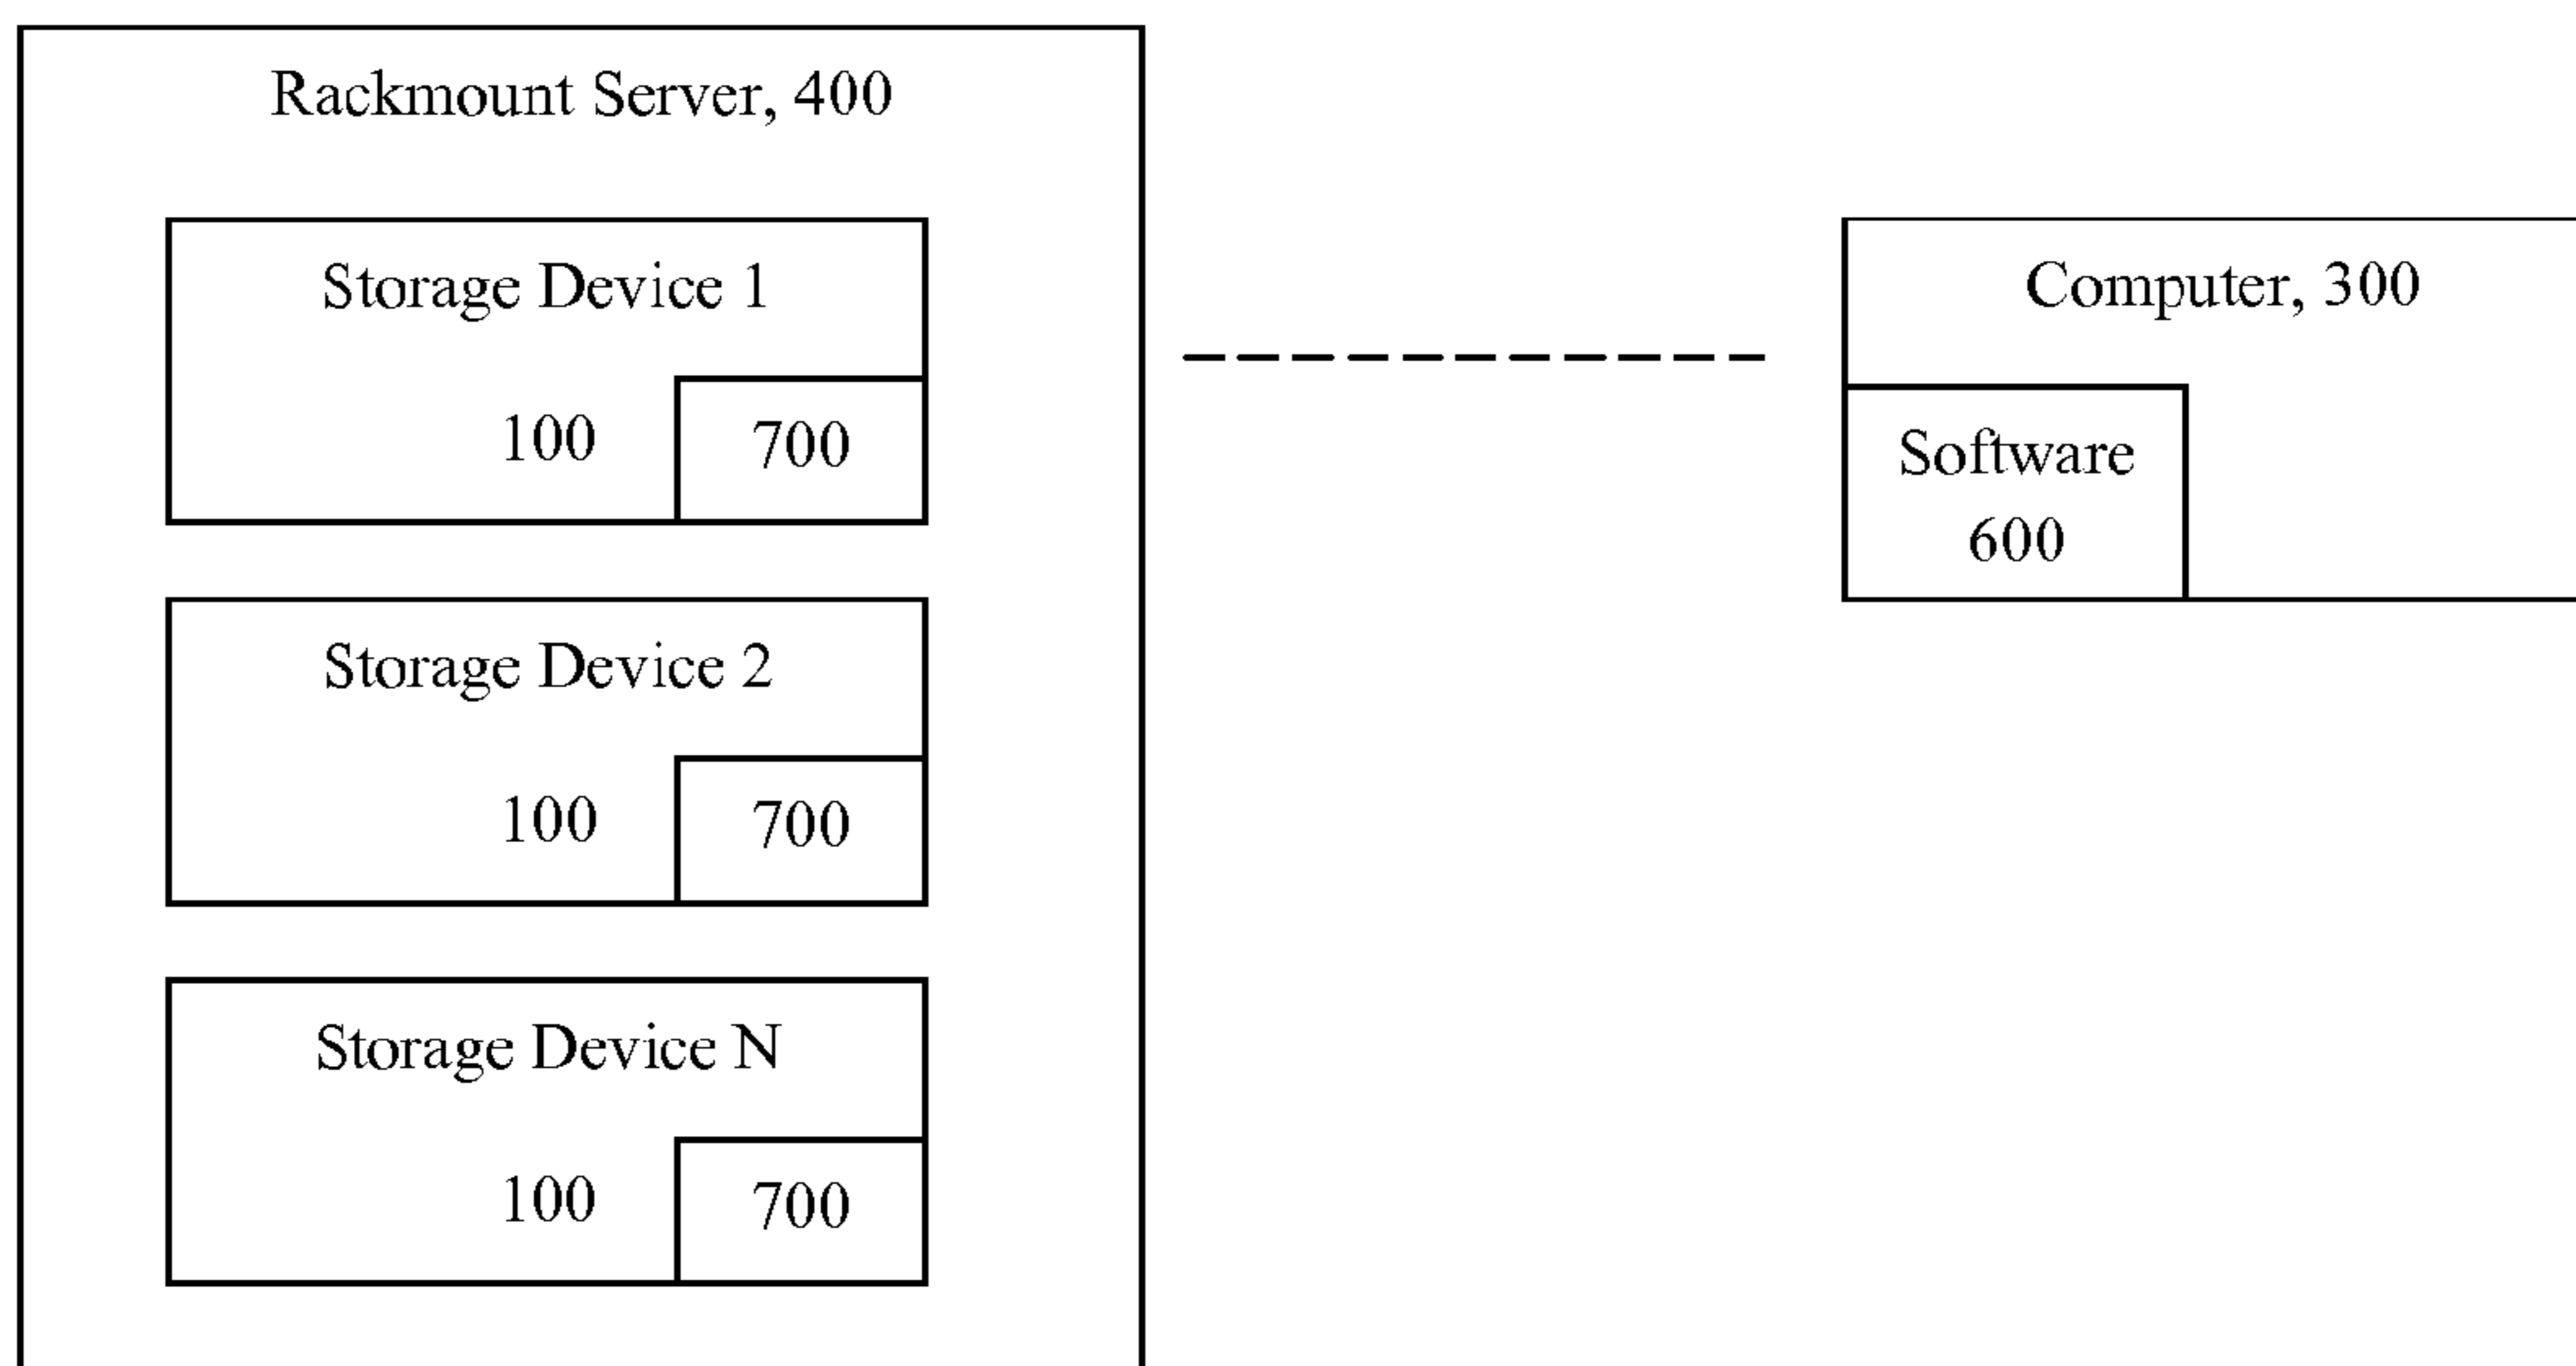 Rackmount Server, 400
Storage Device 1
100
700
Storage Device 2
100
700
Storage Device N
100
700
Computer, 300
Software
600